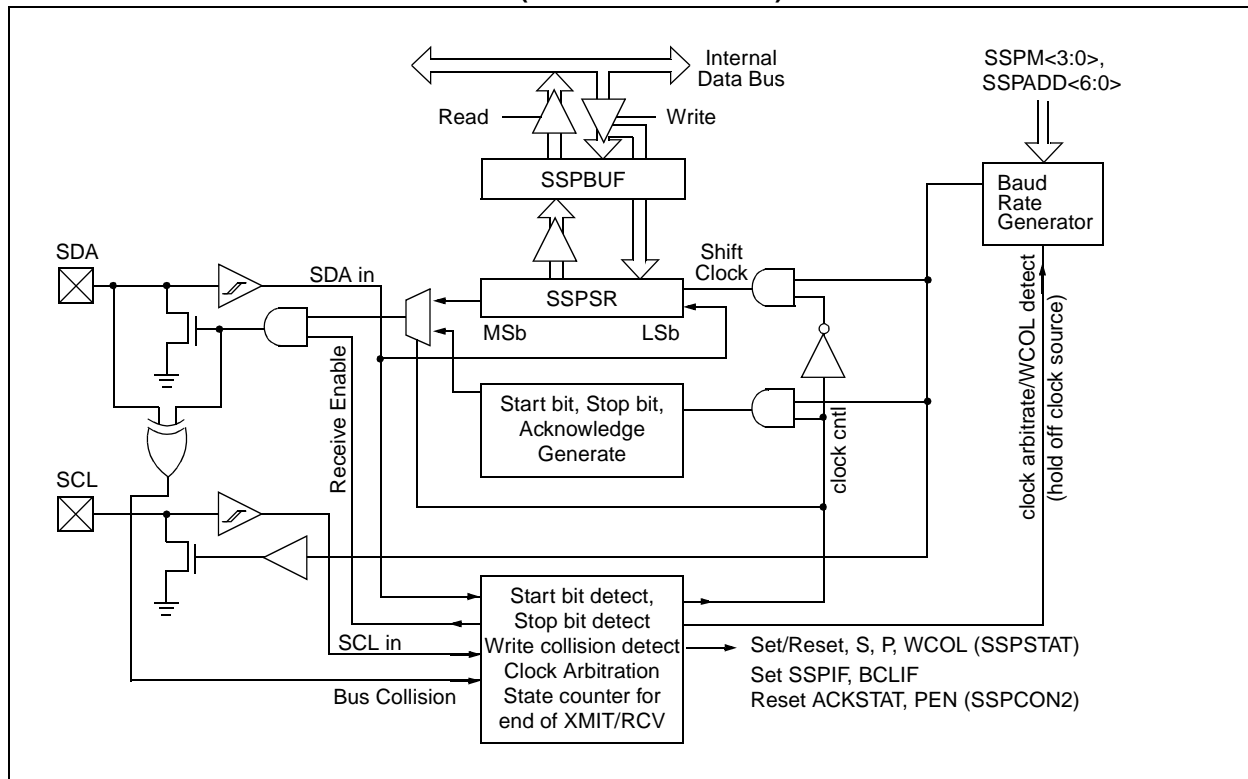 Internal
Data Bus
SSPM<3:0>,
SSPADD<6:0>
Read
Write
SSPBUF
Baud
Rate
Generator
SDA
SDA in
Shift
Clock
SSPSR
MSb
LSb
Receive Enable
Start bit, Stop bit,
Acknowledge
Generate
clock cntl
clock arbitrate/WCOL detect
(hold off clock source)
SCL
SCL in
Bus Collision
Start bit detect,
Stop bit detect
Write collision detect
Clock Arbitration
State counter for
end of XMIT/RCV
Set/Reset, S, P, WCOL (SSPSTAT)
Set SSPIF, BCLIF
Reset ACKSTAT, PEN (SSPCON2)